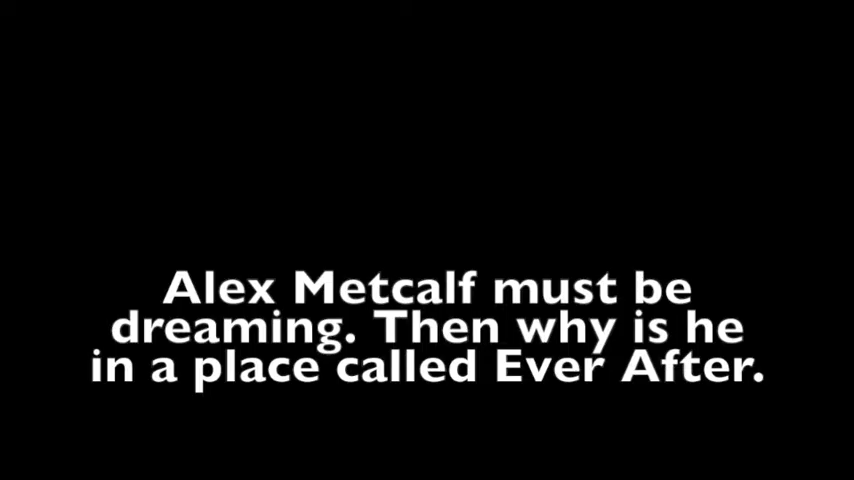 Alex Metcalf must be
dreaming. Then why is he
in a place called Ever After.